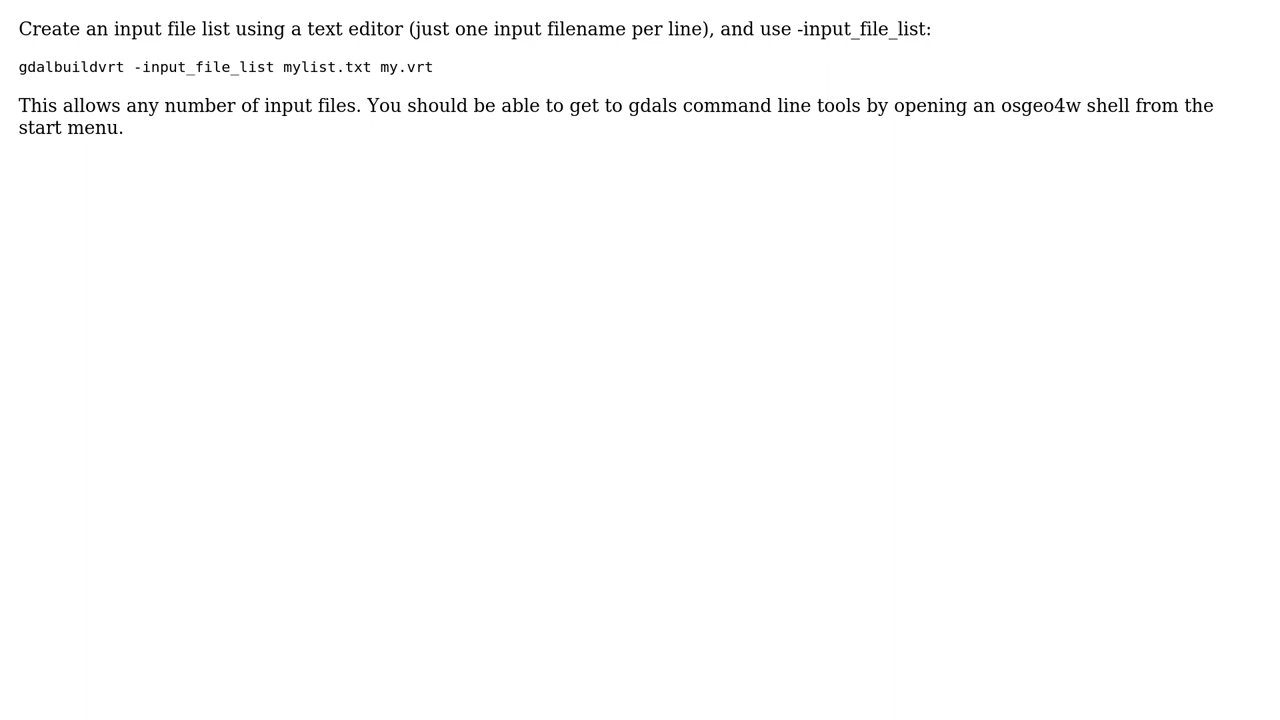 Create an input file list using a text editor (just one input filename per line), and use -input_file_list:
gdalbuildvrt -input_file_list mylist.txt my.vrt
This allows any number of input files. You should be able to get to gdals command line tools by opening an osgeo4w shell from the
start menu.